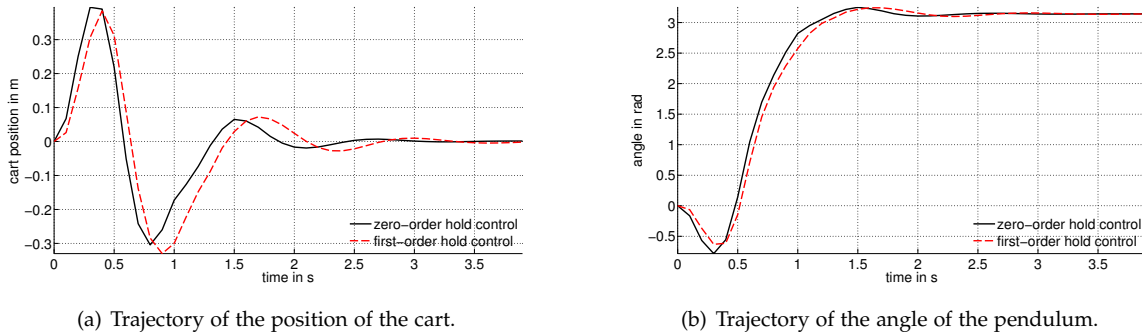 0.3
0.2
0.1
0
−0.1
−0.2
−0.3
cart position in m
zero−order hold control
first−order hold control
0 0.5 1 1.5 2 2.5 3 3.5
time in s
(a) Trajectory of the position of the cart.
3
2.5
2
1.5
1
0.5
0
−0.5
angle in rad
zero−order hold control
first−order hold control
0 0.5 1 1.5 2 2.5 3 3.5
time in s
(b) Trajectory of the angle of the pendulum.